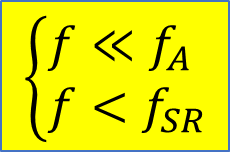 { f ≪ f_A
f < f_SR